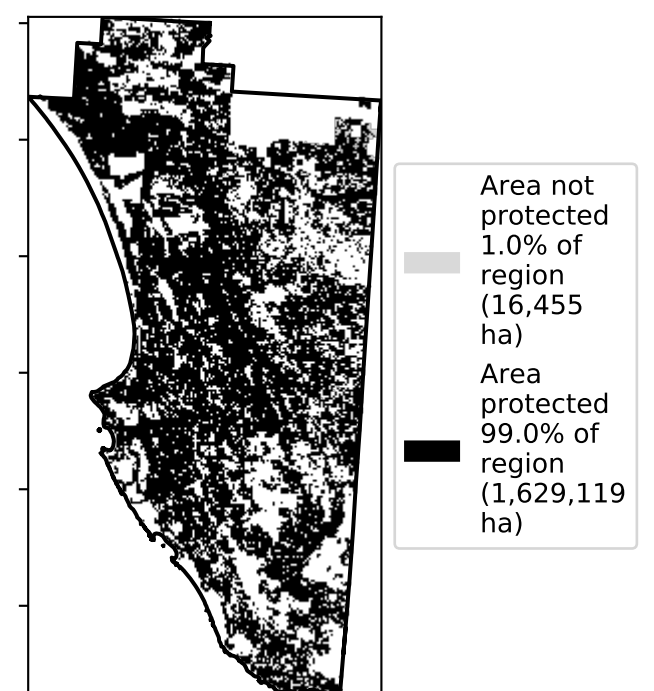 Area not
protected
1.0% of
region
(16,455
ha)
Area
protected
99.0% of
region
(1,629,119
ha)